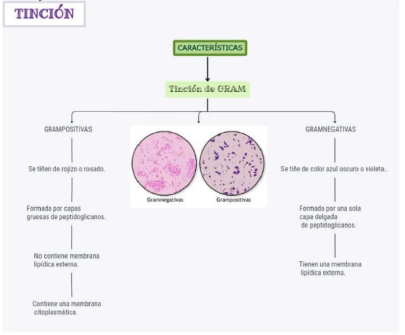 TINCIÓN
CARACTERÍSTICAS
Tinción de GRAM
GRAMPOSITIVAS
Se tiñen de rojizo o rosado.
Formada por capas
gruesas de peptidoglicanos.
No contiene membrana
lipídica externa.
Contiene una membrana
citoplasmática.
Gramnegativas
Grampositivas
GRAMNEGATIVAS
Se tiñe de color azul oscuro o violeta.
Formada por una sola
capa delgada
de peptidoglicanos.
Tienen una membrana
lipídica externa.